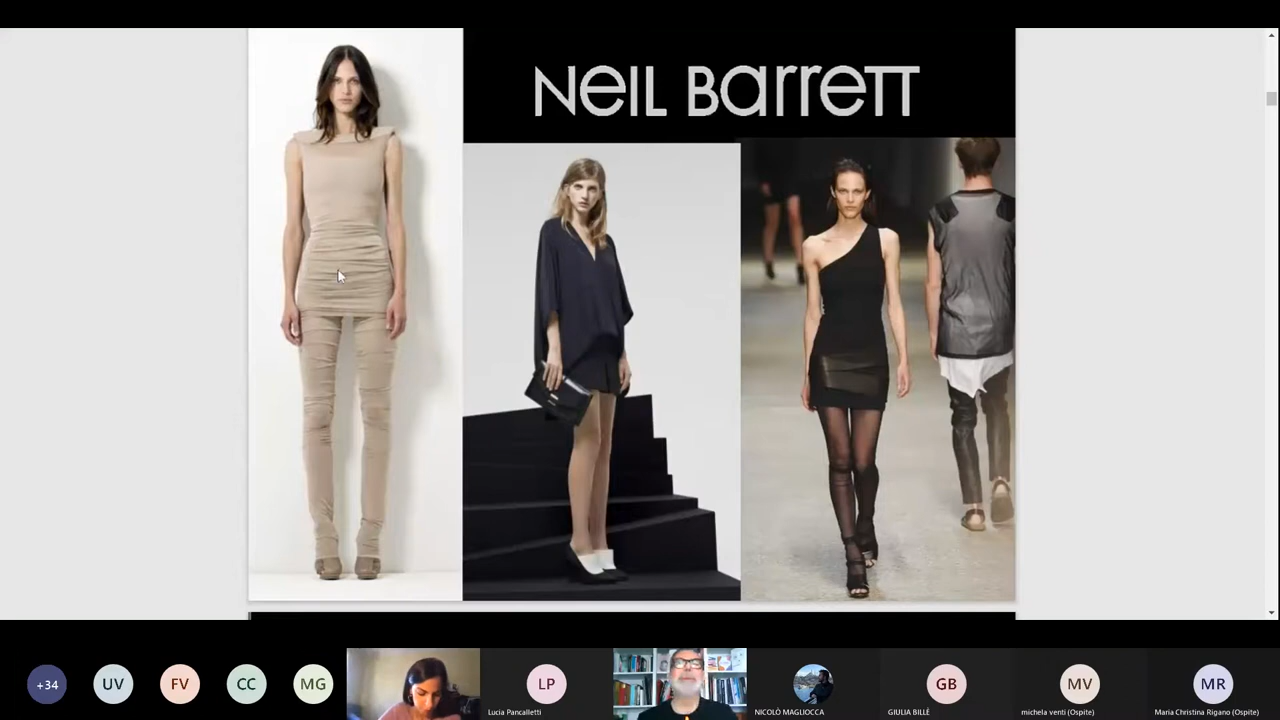 NEIL BARRETT
+34
UV
FV
CC
MG
LP
Lucia Pancalletti
NICOLÒ MAGLIOCCA
GB
GIULIA BILLÈ
MV
michela venti (Ospite)
MR
Maria Christina Rigano (Ospite)